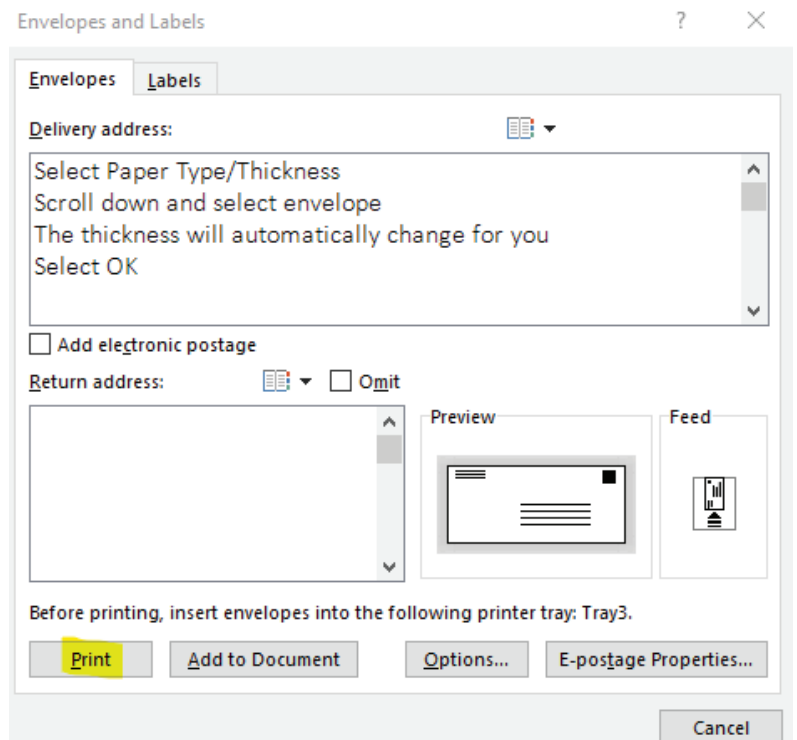 Envelopes and Labels ?
Envelopes Labels
Delivery address:
Select Paper Type/Thickness
Scroll down and select envelope
The thickness will automatically change for you
Select OK
Add electronic postage
Return address: Omit
Preview Feed
Before printing, insert envelopes into the following printer tray: Tray3.
Print Add to Document Options... E-postage Properties...
Cancel